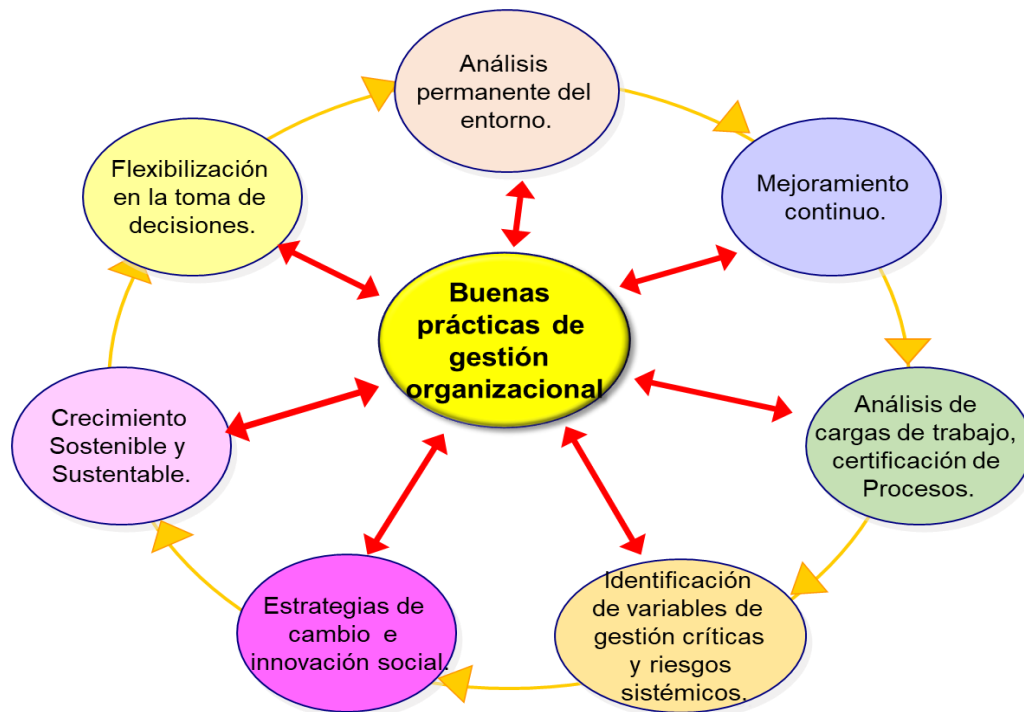 Análisis
permanente del
entorno.
Flexibilización
en la toma de
decisiones.
Mejoramiento
continuo.
Buenas
prácticas de
gestión
organizacional
Crecimiento
Sostenible y
Sustentable.
Análisis de
cargas de trabajo,
certificación de
Procesos.
Estrategias de
cambio e
innovación social.
Identificación
de variables de
gestión críticas
y riesgos
sistémicos.